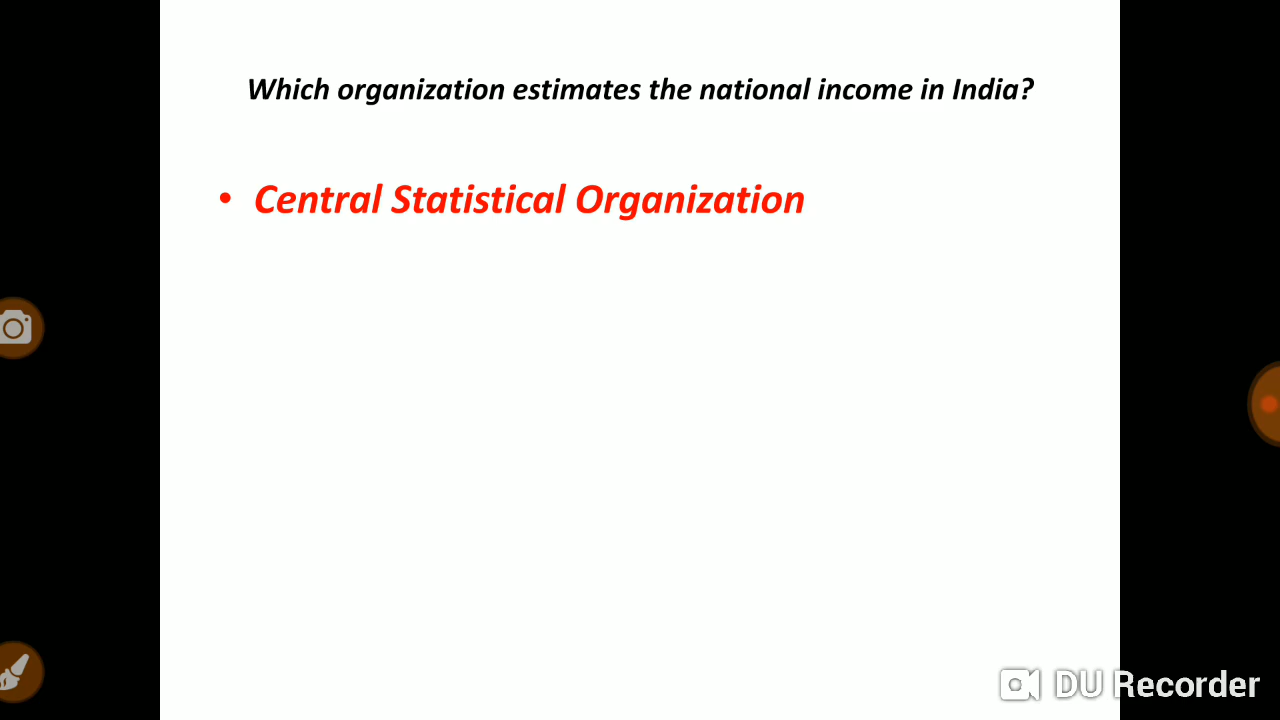 Which organization estimates the national income in India?
• Central Statistical Organization
DU Recorder